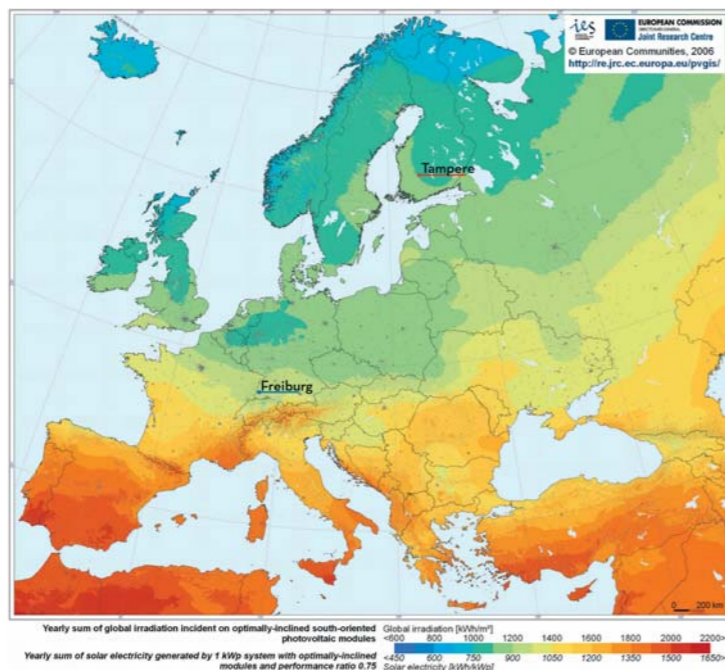 ies
EUROPEAN COMMISSION
DIRECTORATE GENERAL
Joint Research Centre
© European Communities, 2006
http://re.jrc.ec.europa.eu/pvgis/
Tampere
Freiburg
0 200 km
Yearly sum of global irradiation incident on optimally-inclined south-oriented
photovoltaic modules
Yearly sum of solar electricity generated by 1 kWp system with optimally-inclined
modules and performance ratio 0.75
Global irradiation [kWh/m²]
<600 800 1000 1200 1400 1600 1800 2000 2200>
<450 600 750 900 1050 1200 1350 1500 1650>
Solar electricity [kWh/kWp]